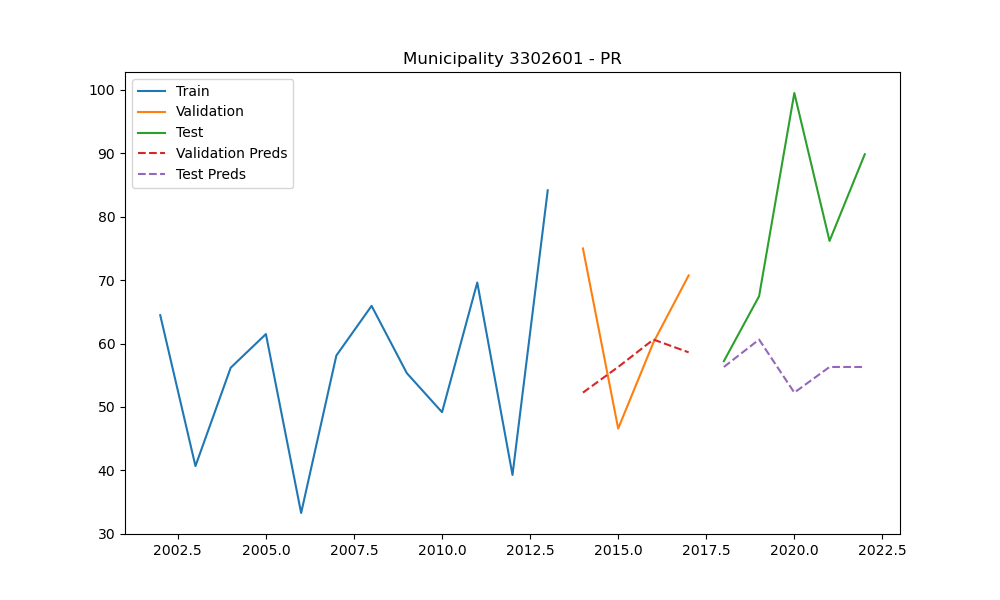 Municipality 3302601 - PR
Train
Validation
Test
Validation Preds
Test Preds
100
90
80
70
60
50
40
30
2002.5 2005.0 2007.5 2010.0 2012.5 2015.0 2017.5 2020.0 2022.5